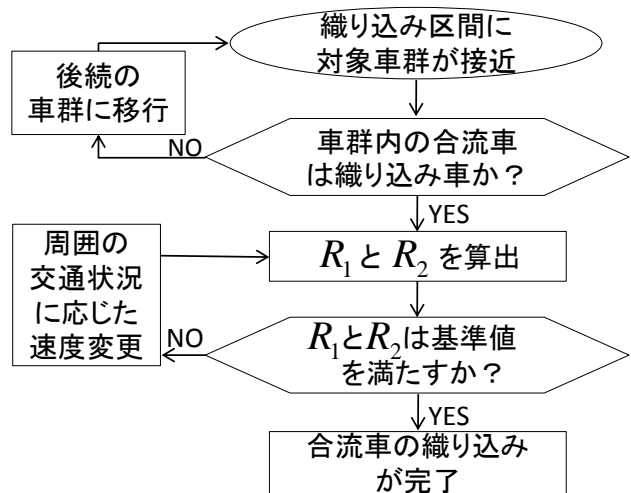 織り込み区間に
対象車群が接近
後続の
車群に移行
NO
車群内の合流車
は織り込み車か？
YES
周囲の
交通状況
に応じた
速度変更
R₁と R₂ を算出
NO
R₁とR₂は基準値
を満たすか？
YES
合流車の織り込み
が完了